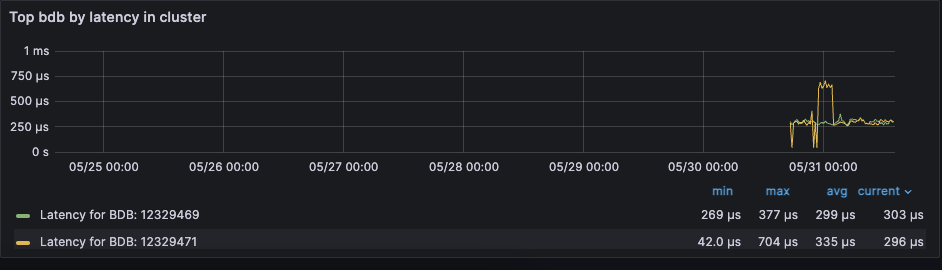 Top bdb by latency in cluster
1 ms
750 µs
500 µs
250 µs
0 s
05/25 00:00 05/26 00:00 05/27 00:00 05/28 00:00 05/29 00:00 05/30 00:00 05/31 00:00
min max avg current
Latency for BDB: 12329469 269 µs 377 µs 299 µs 303 µs
Latency for BDB: 12329471 42.0 µs 704 µs 335 µs 296 µs